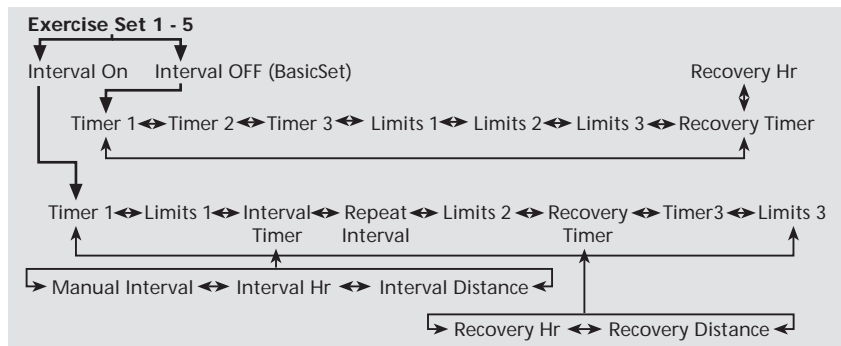 Exercise Set 1 - 5
Interval On Interval OFF (BasicSet) Recovery Hr
Timer 1 Timer 2 Timer 3 Limits 1 Limits 2 Limits 3 Recovery Timer
Timer 1 Limits 1 Interval Repeat Limits 2 Recovery Timer3 Limits 3
Timer Interval Timer
Manual Interval Interval Hr Interval Distance
Recovery Hr Recovery Distance